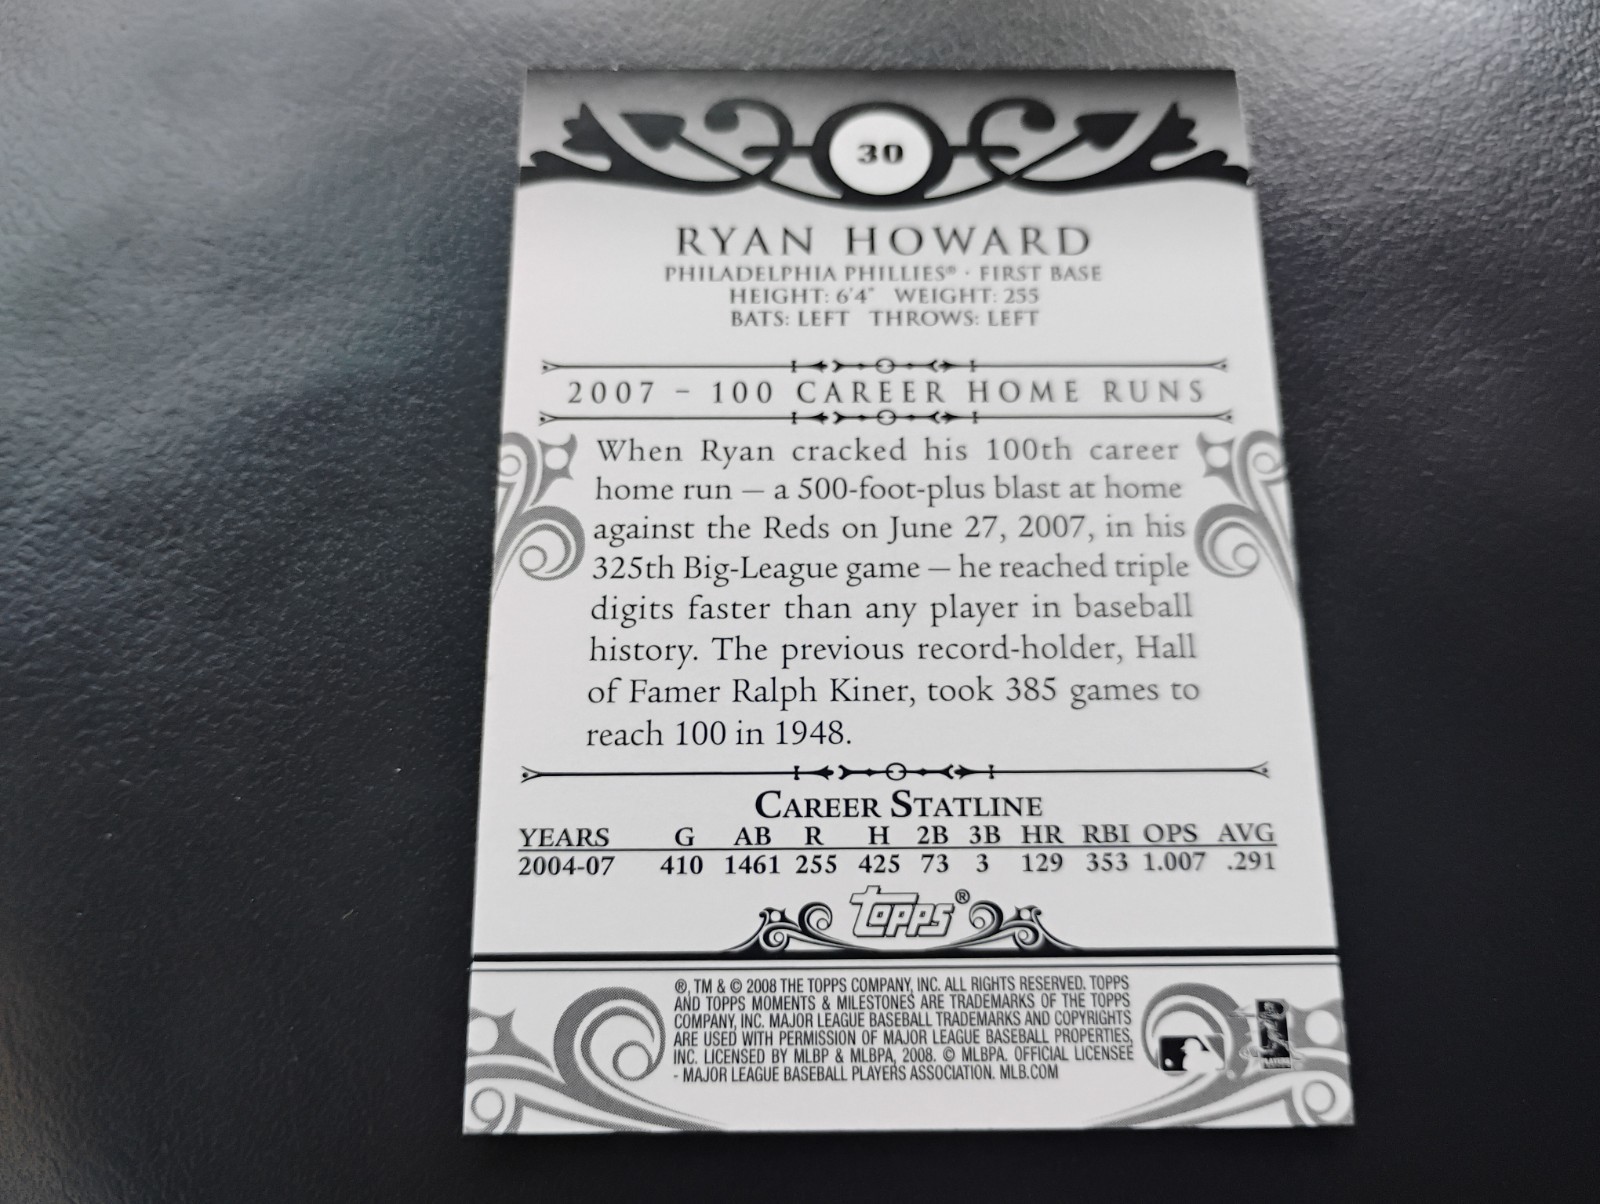 30
RYAN HOWARD
PHILADELPHIA PHILLIES® · FIRST BASE
HEIGHT: 6'4" WEIGHT: 255
BATS: LEFT THROWS: LEFT
2007 - 100 CAREER HOME RUNS
When Ryan cracked his 100th career
home run — a 500-foot-plus blast at home
against the Reds on June 27, 2007, in his
325th Big-League game — he reached triple
digits faster than any player in baseball
history. The previous record-holder, Hall
of Famer Ralph Kiner, took 385 games to
reach 100 in 1948.
CAREER STATLINE
YEARS G AB R H 2B 3B HR RBI OPS AVG
2004-07 410 1461 255 425 73 3 129 353 1.007 .291
Topps®
®, TM & © 2008 THE TOPPS COMPANY, INC. ALL RIGHTS RESERVED. TOPPS
AND TOPPS MOMENTS & MILESTONES ARE TRADEMARKS OF THE TOPPS
COMPANY, INC. MAJOR LEAGUE BASEBALL TRADEMARKS AND COPYRIGHTS
ARE USED WITH PERMISSION OF MAJOR LEAGUE BASEBALL PROPERTIES,
INC. LICENSED BY MLBP & MLBPA, 2008. © MLBPA. OFFICIAL LICENSEE
- MAJOR LEAGUE BASEBALL PLAYERS ASSOCIATION. MLB.COM